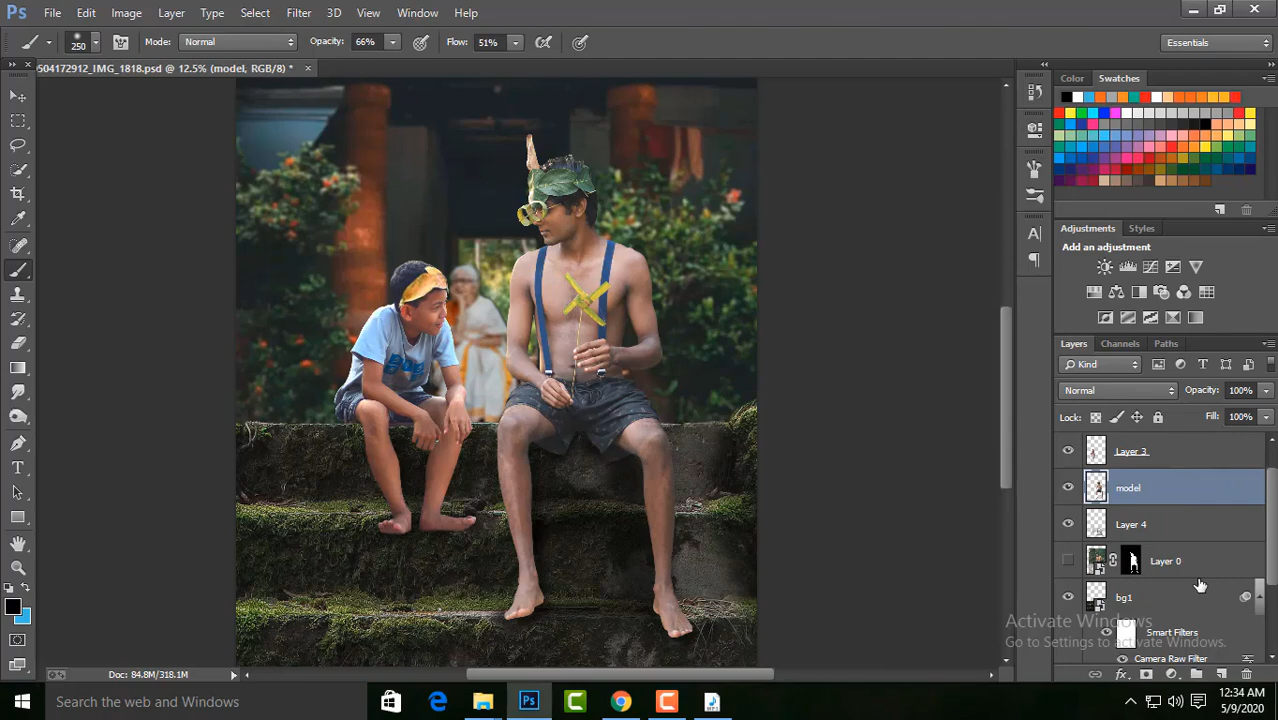 Ps File Edit Image Layer Type Select Filter 3D View Window Help
250 Mode: Normal Opacity: 66% Flow: 51% Essentials
504172912_IMG_1818.psd @ 12.5% (model, RGB/8) * ×
Color Swatches
Adjustments Styles
Add an adjustment
Layers Channels Paths
Kind
Normal Opacity: 100%
Lock: Fill: 100%
Layer 3
model
Layer 4
Layer 0
bg1
Smart Filters
Camera Raw Filter
Activate Windows
Go to Settings to activate Windows.
Doc: 84.8M/318.1M
Search the web and Windows
Ps
C
C
MP3
12:34 AM
5/9/2020